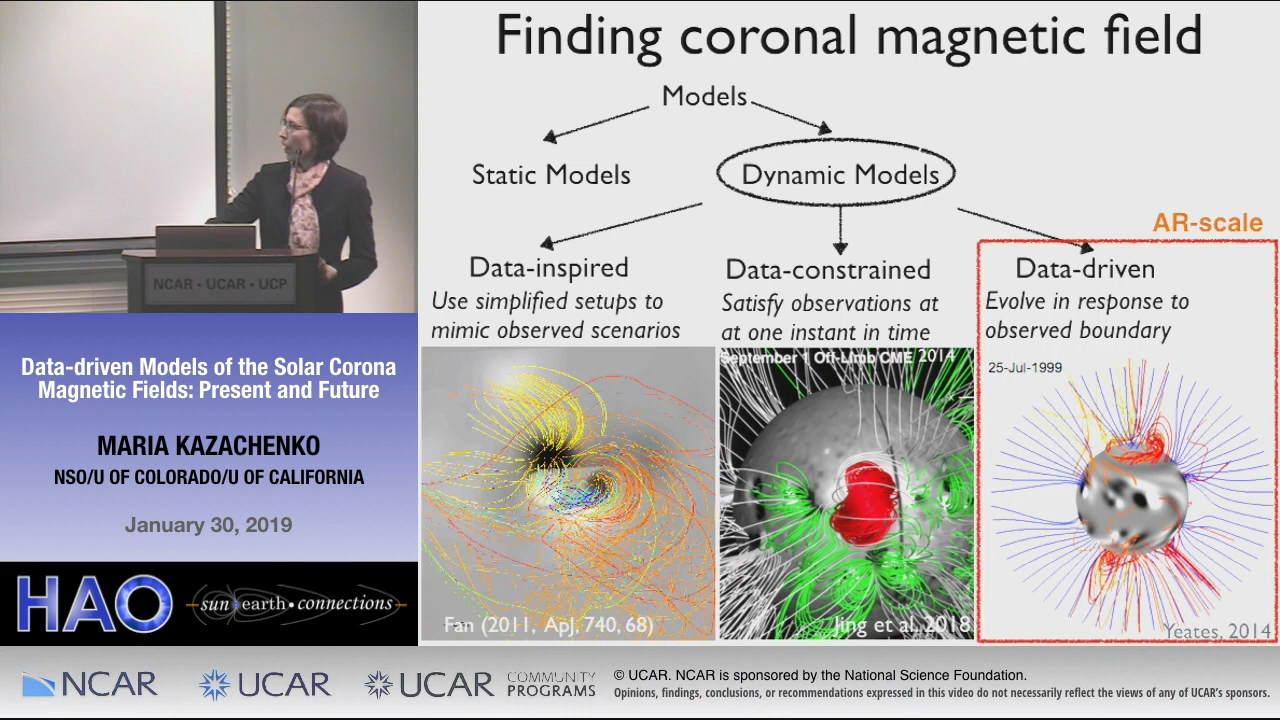 NCAR • UCAR • UCP
Data-driven Models of the Solar Corona
Magnetic Fields: Present and Future
MARIA KAZACHENKO
NSO/U OF COLORADO/U OF CALIFORNIA
January 30, 2019
HAO
sun•earth•connections
Finding coronal magnetic field
Models
Static Models
Dynamic Models
AR-scale
Data-inspired
Use simplified setups to
mimic observed scenarios
Fan (2011, ApJ, 740, 68)
Data-constrained
Satisfy observations at
at one instant in time
September 1 Off-Limb CME 2014
Jing et al. 2018
Data-driven
Evolve in response to
observed boundary
25-Jul-1999
Yeates, 2014
NCAR
UCAR
UCAR
COMMUNITY
PROGRAMS
© UCAR. NCAR is sponsored by the National Science Foundation.
Opinions, findings, conclusions, or recommendations expressed in this video do not necessarily reflect the views of any of UCAR's sponsors.